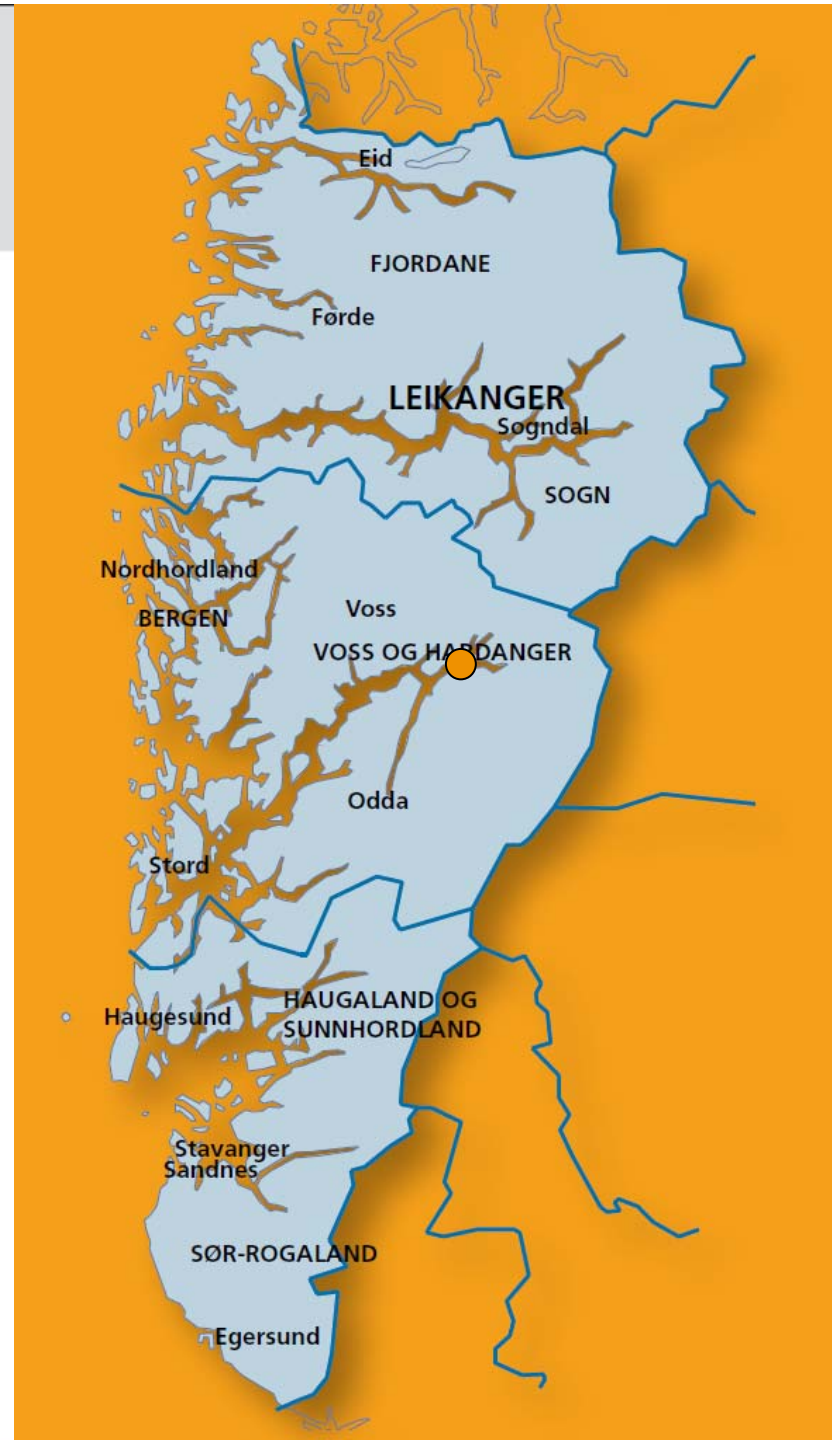 Eid
FJORDANE
Førde
LEIKANGER
Søgndal
SOGN
Nordhordland
BERGEN
Voss
VOSS OG HARDANGER
Odda
Stord
HAUGALAND OG
SUNNHORDLAND
Haugesund
Stavanger
Sandnes
SØR-ROGALAND
Egersund